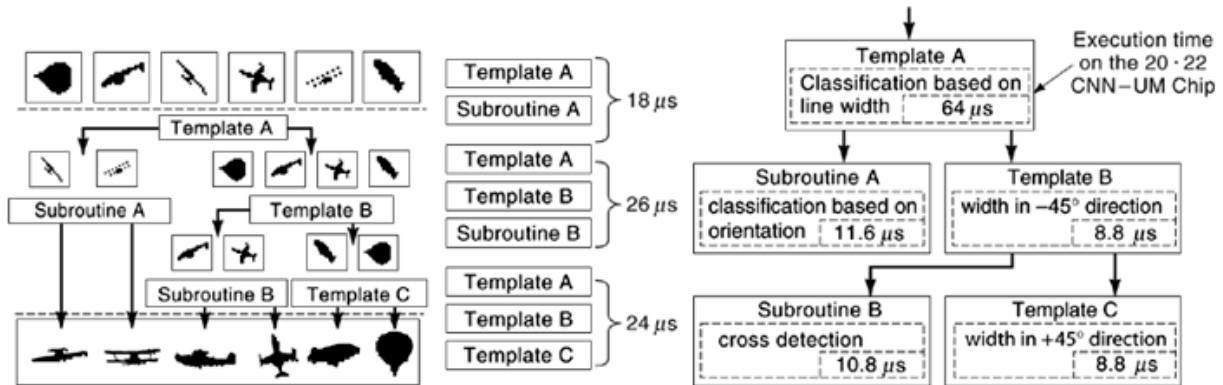 Template A
Subroutine A
Template B
Subroutine B
Template C
Template A
Subroutine A
18 μs
Template A
Template B
Subroutine B
26 μs
Template A
Template B
Template C
24 μs
Template A
Classification based on
line width
64 μs
Execution time
on the 20 · 22
CNN–UM Chip
Subroutine A
classification based on
orientation
11.6 μs
Template B
width in –45° direction
8.8 μs
Subroutine B
cross detection
10.8 μs
Template C
width in +45° direction
8.8 μs